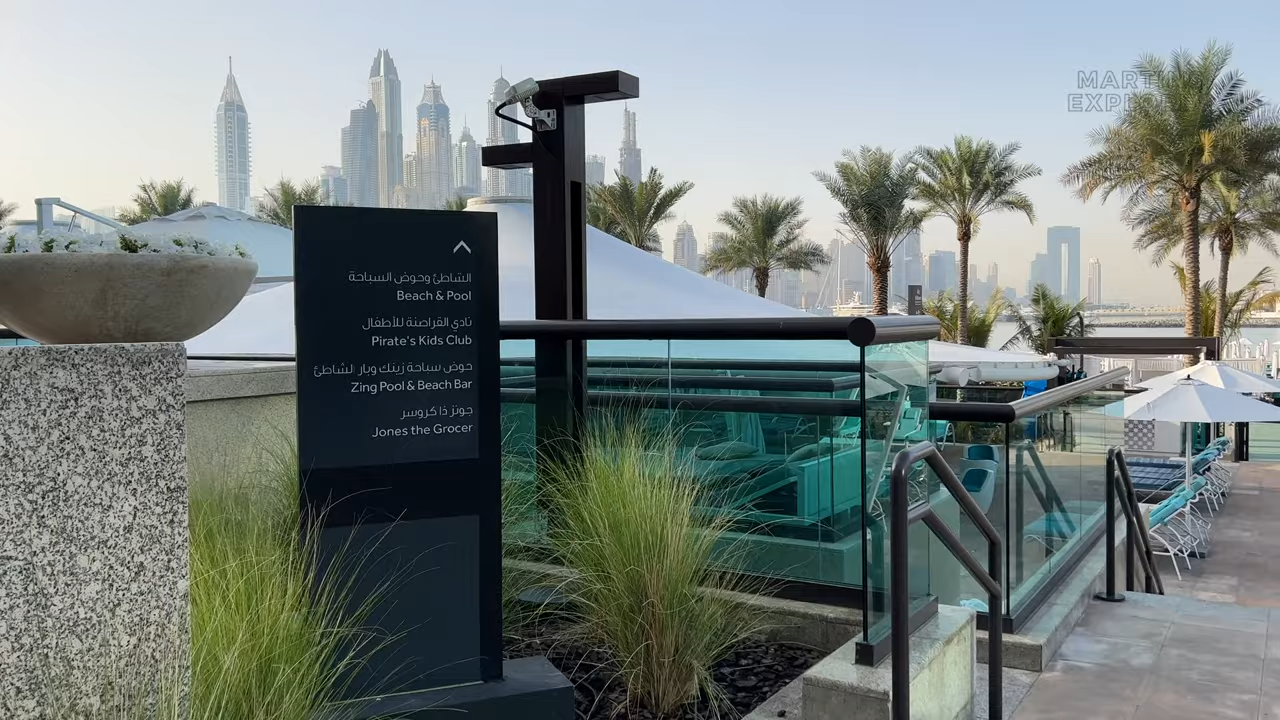 الشاطئ وحوض السباحة
Beach & Pool
نادي القراصنة للأطفال
Pirate's Kids Club
حوض سباحة زينك وبار الشاطئ
Zing Pool & Beach Bar
جونز ذا كروسر
Jones the Grocer